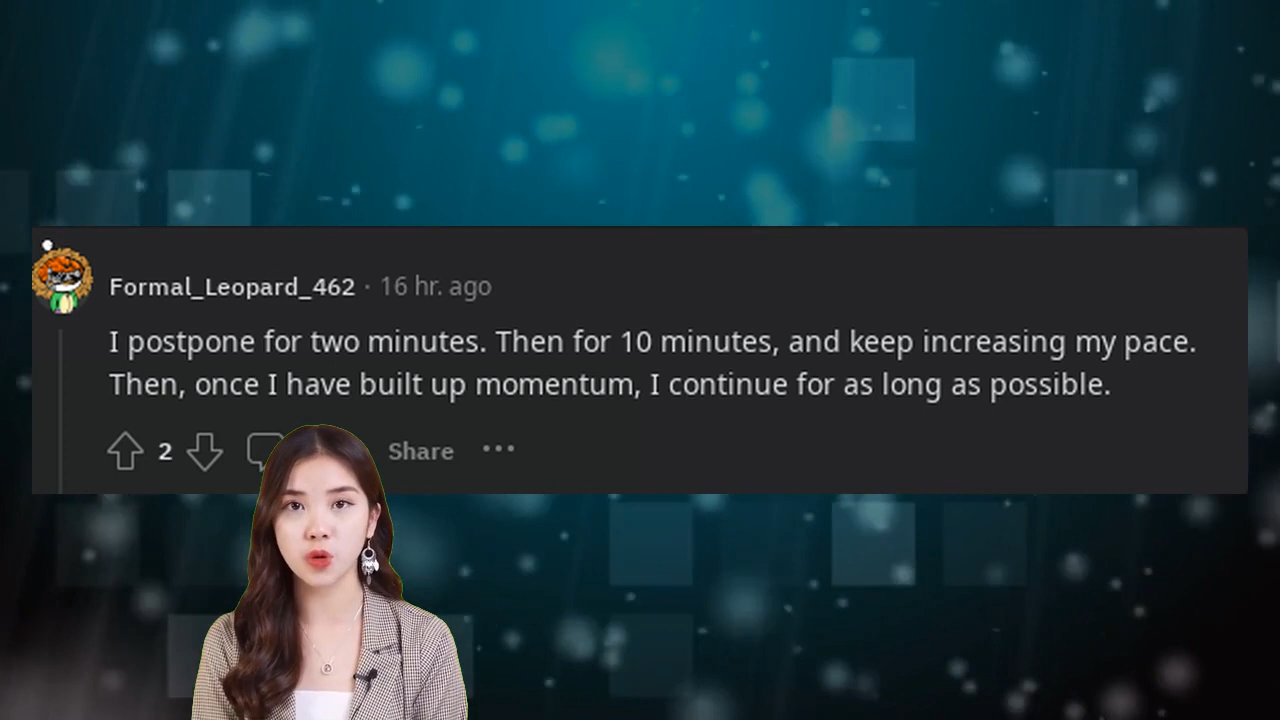 Formal_Leopard_462 · 16 hr. ago
I postpone for two minutes. Then for 10 minutes, and keep increasing my pace.
Then, once I have built up momentum, I continue for as long as possible.
2 Share ···